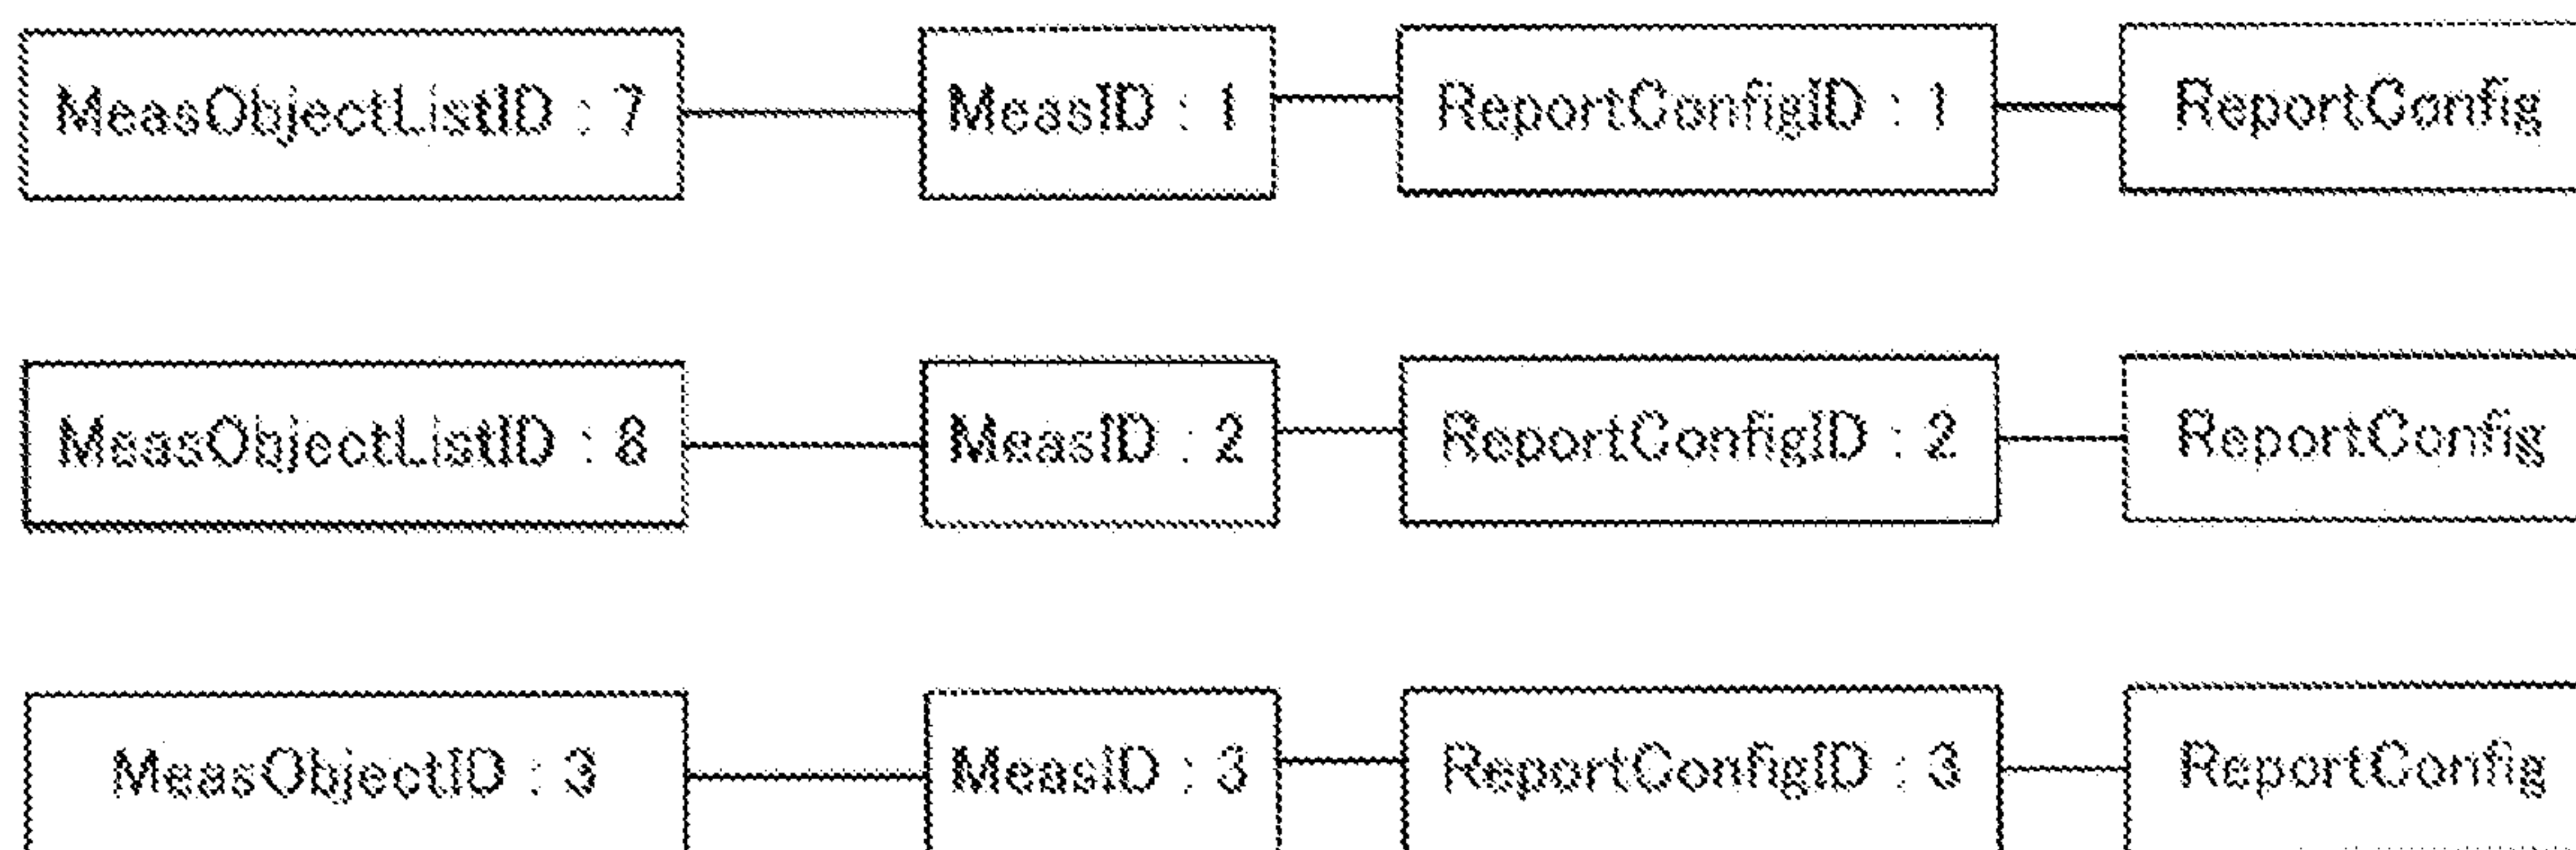 MeasObjectListID : 7 MeasID : 1 ReportConfigID : 1 ReportConfig
MeasObjectListID : 8 MeasID : 2 ReportConfigID : 2 ReportConfig
MeasObjectID : 3 MeasID : 3 ReportConfigID : 3 ReportConfig